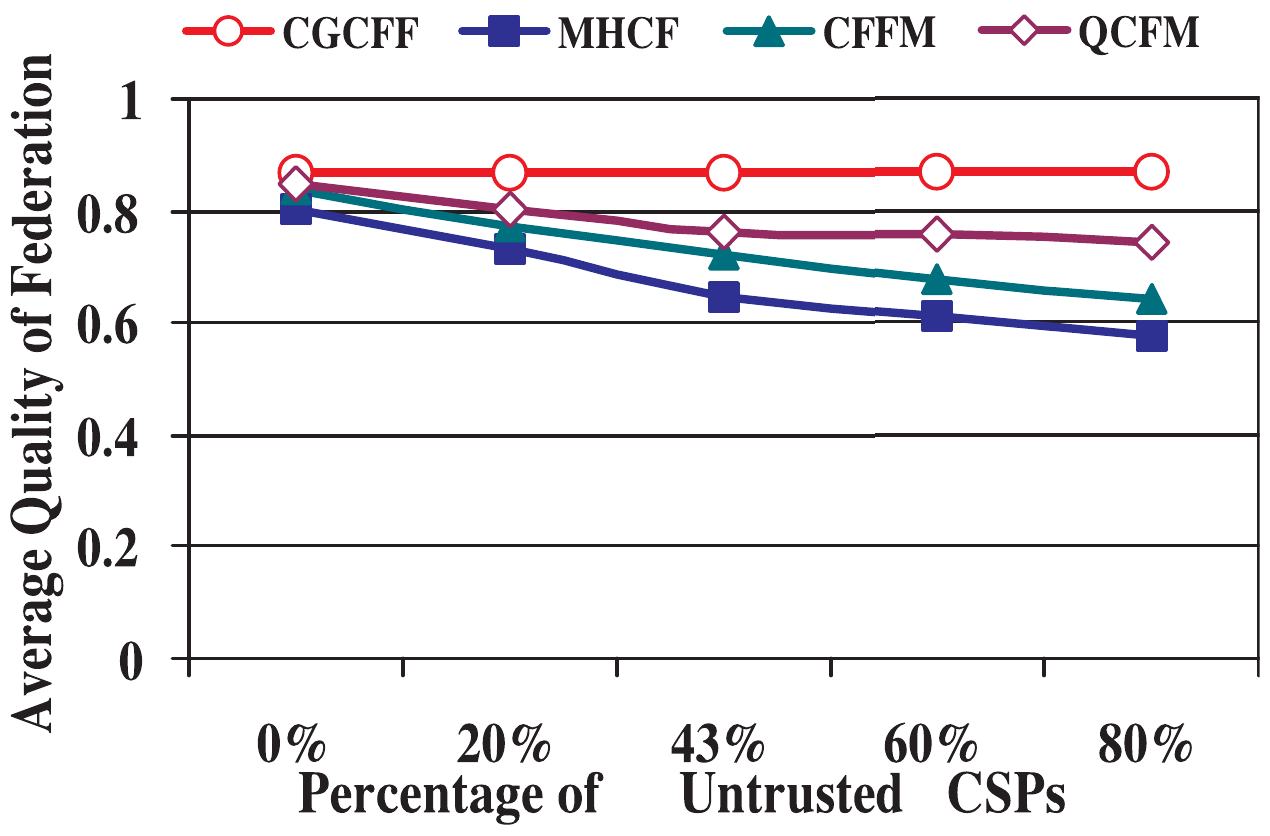 CGCFF MHCF CFFM QCFM
Average Quality of Federation
1
0.8
0.6
0.4
0.2
0
0% 20% 43% 60% 80%
Percentage of Untrusted CSPs